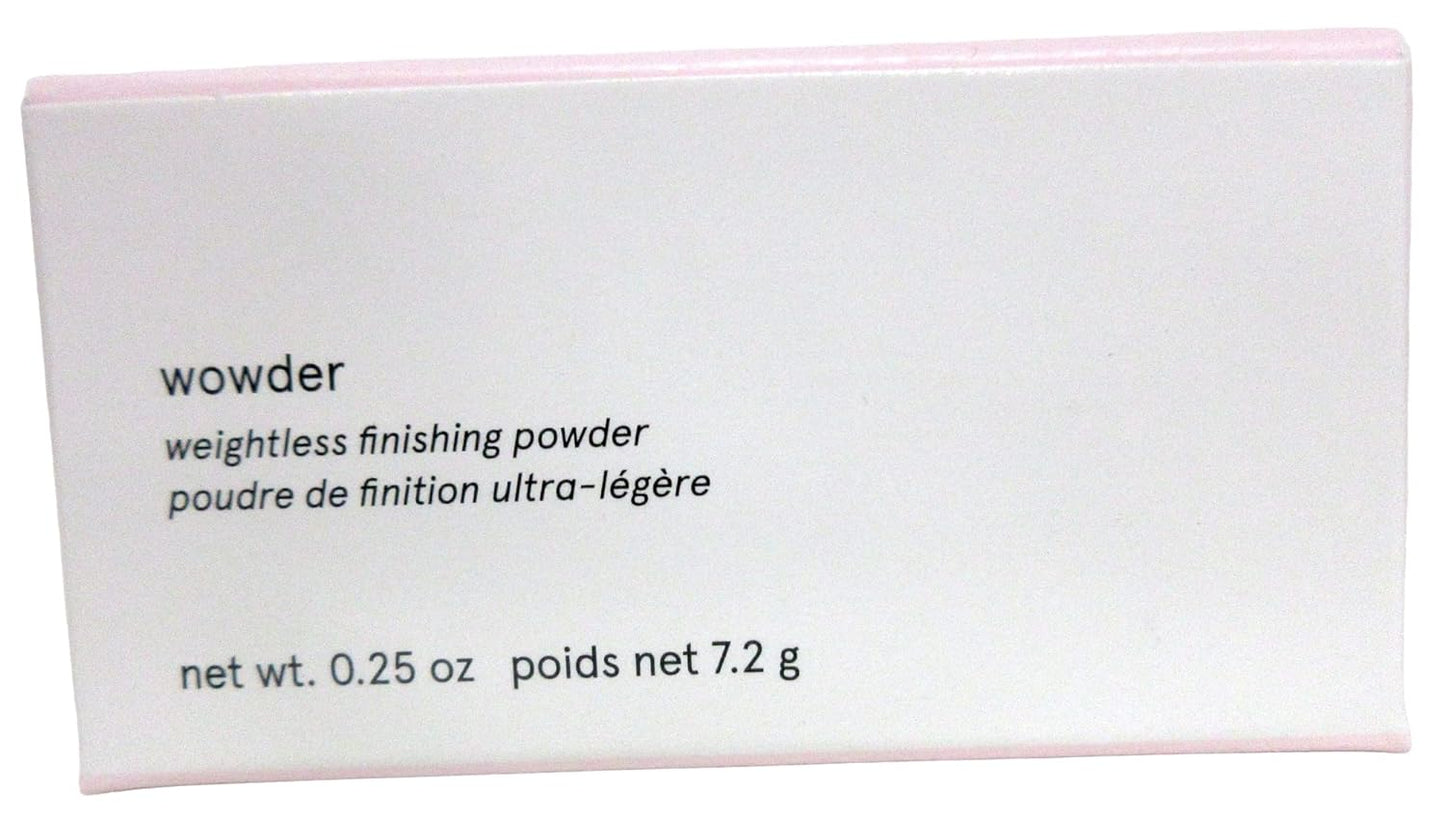 wowder
weightless finishing powder
poudre de finition ultra-légère
net wt. 0.25 oz poids net 7.2 g